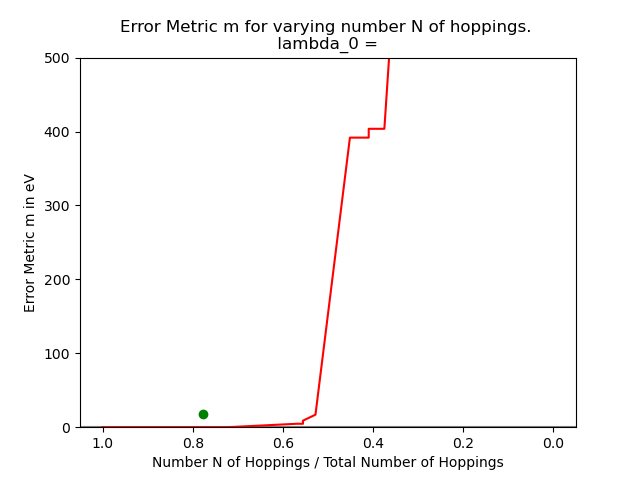 Error Metric m for varying number N of hoppings.
lambda_0 =
500
400
300
200
100
0
Error Metric m in eV
1.0 0.8 0.6 0.4 0.2 0.0
Number N of Hoppings / Total Number of Hoppings